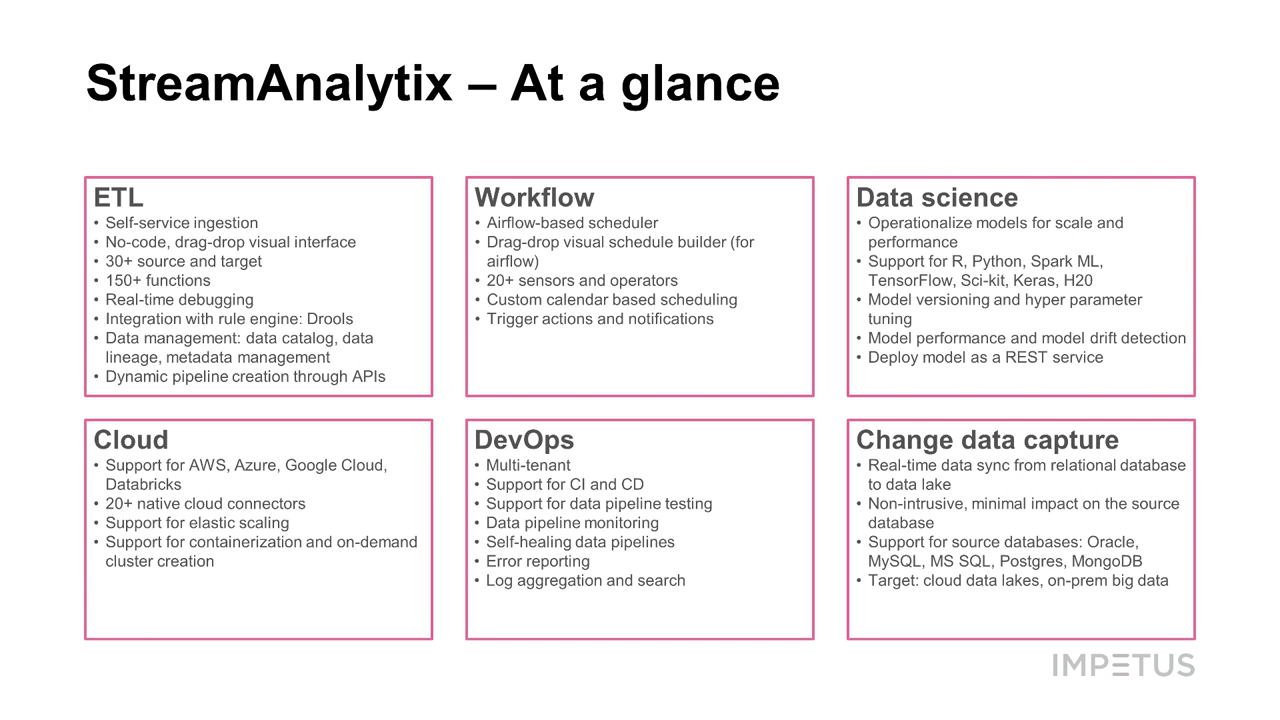 StreamAnalytix – At a glance
ETL
• Self-service ingestion
• No-code, drag-drop visual interface
• 30+ source and target
• 150+ functions
• Real-time debugging
• Integration with rule engine: Drools
• Data management: data catalog, data
lineage, metadata management
• Dynamic pipeline creation through APIs
Workflow
• Airflow-based scheduler
• Drag-drop visual schedule builder (for
airflow)
• 20+ sensors and operators
• Custom calendar based scheduling
• Trigger actions and notifications
Data science
• Operationalize models for scale and
performance
• Support for R, Python, Spark ML,
TensorFlow, Sci-kit, Keras, H20
• Model versioning and hyper parameter
tuning
• Model performance and model drift detection
• Deploy model as a REST service
Cloud
• Support for AWS, Azure, Google Cloud,
Databricks
• 20+ native cloud connectors
• Support for elastic scaling
• Support for containerization and on-demand
cluster creation
DevOps
• Multi-tenant
• Support for CI and CD
• Support for data pipeline testing
• Data pipeline monitoring
• Self-healing data pipelines
• Error reporting
• Log aggregation and search
Change data capture
• Real-time data sync from relational database
to data lake
• Non-intrusive, minimal impact on the source
database
• Support for source databases: Oracle,
MySQL, MS SQL, Postgres, MongoDB
• Target: cloud data lakes, on-prem big data
IMPETUS